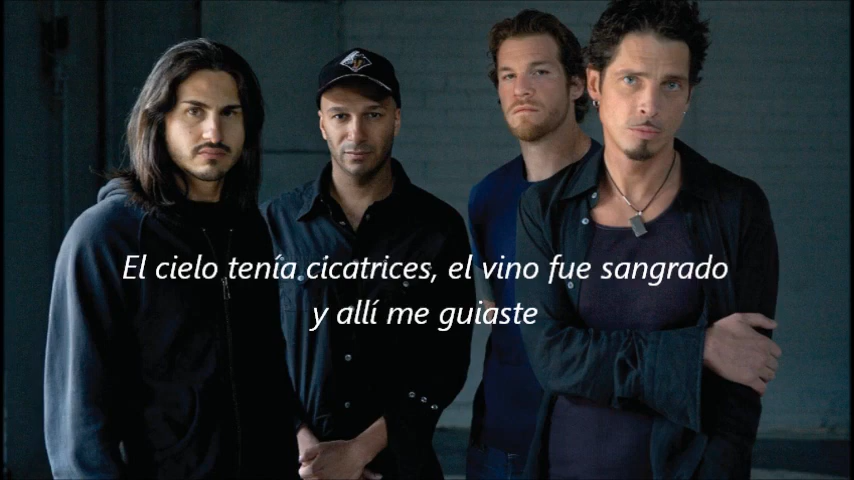 El cielo tenía cicatrices, el vino fue sangrado
y allí me guiaste